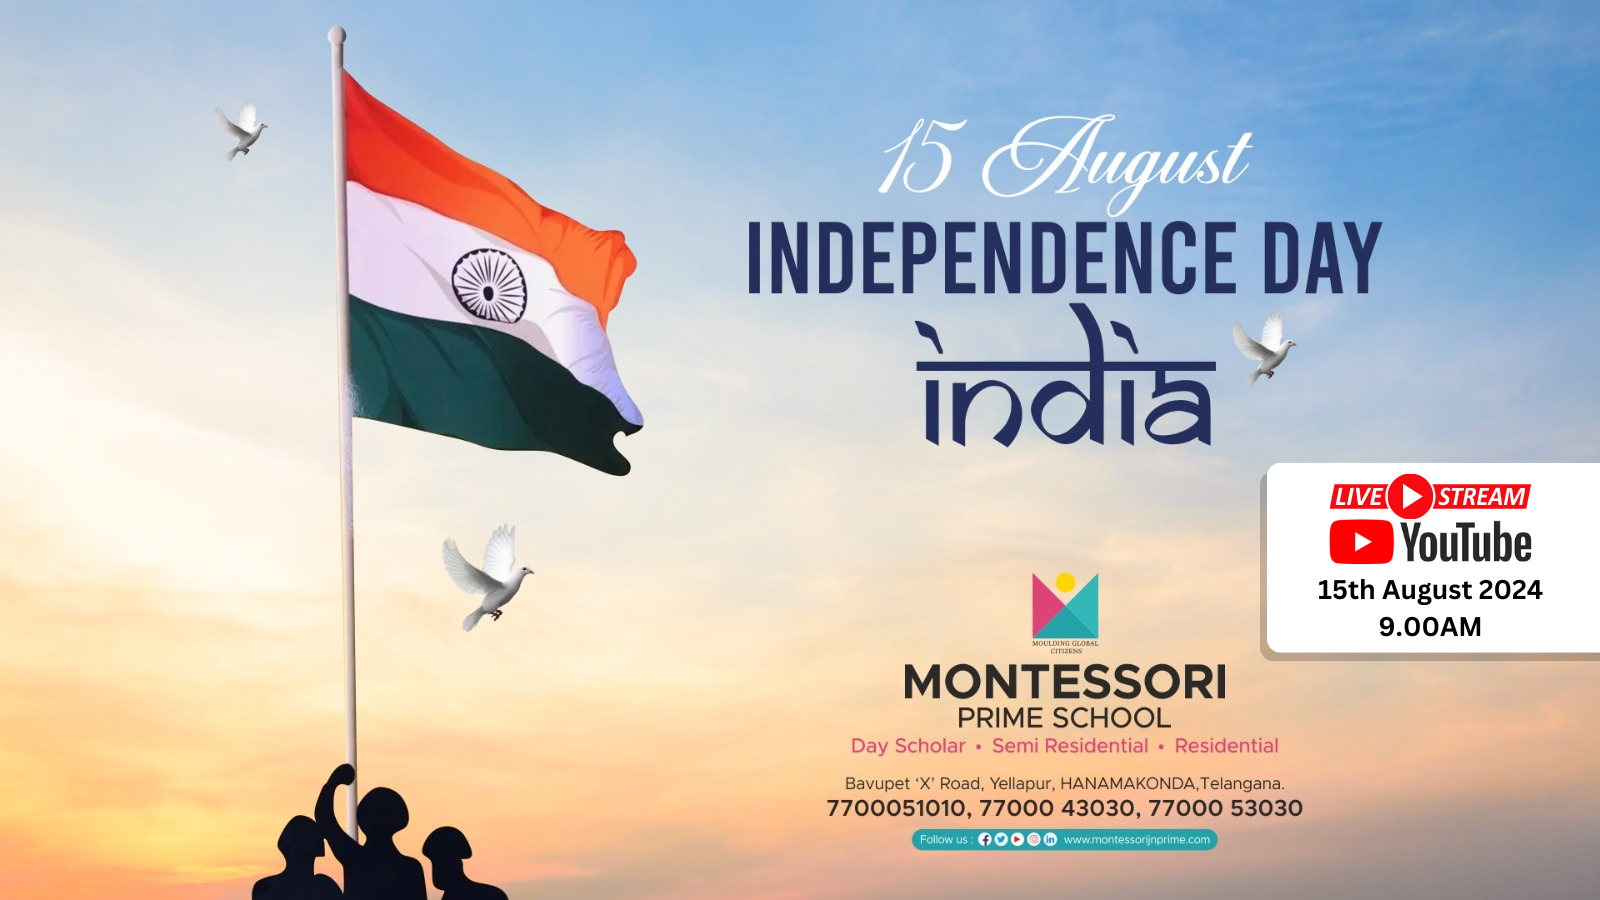 15 August
INDEPENDENCE DAY
india
LIVE STREAM
YouTube
15th August 2024
9.00AM
MOULDING GLOBAL
CITIZENS
MONTESSORI
PRIME SCHOOL
Day Scholar • Semi Residential • Residential
Bavupet ‘X’ Road, Yellapur, HANAMAKONDA,Telangana.
7700051010, 77000 43030, 77000 53030
Follow us : www.montessorijnprime.com